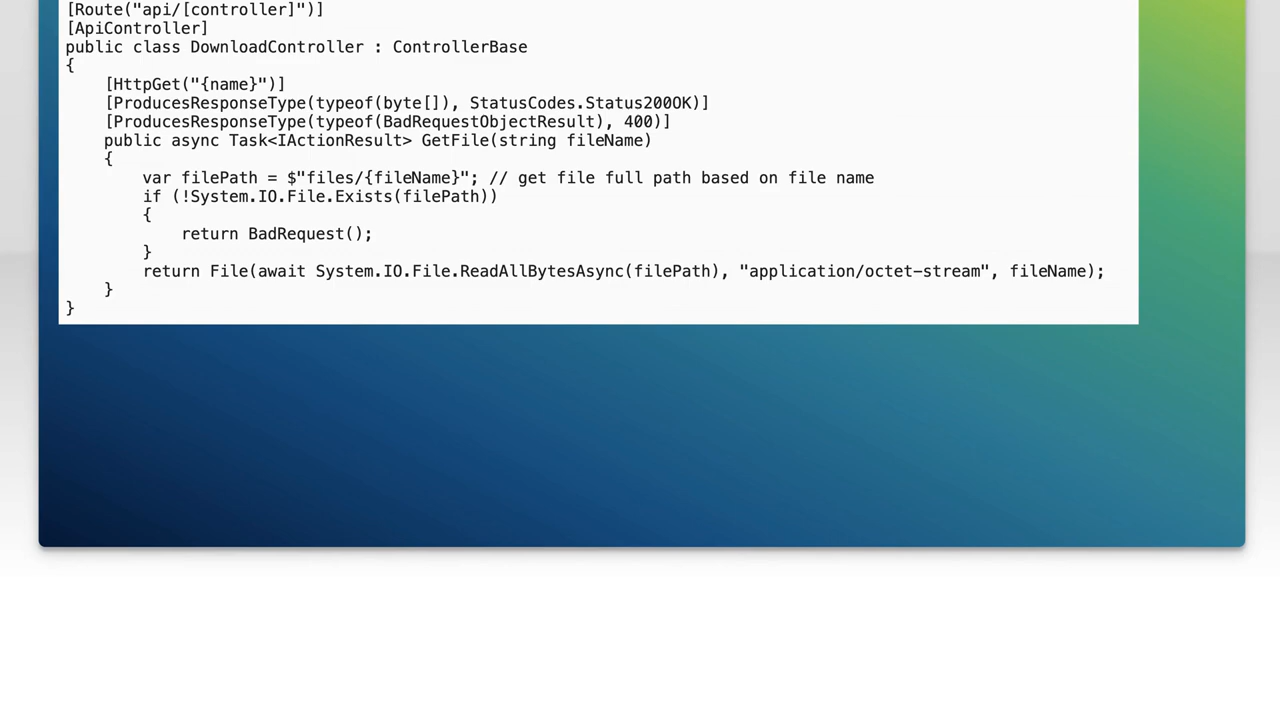 [Route("api/[controller]")]
[ApiController]
public class DownloadController : ControllerBase
{
[HttpGet("{name}")]
[ProducesResponseType(typeof(byte[]), StatusCodes.Status200OK)]
[ProducesResponseType(typeof(BadRequestObjectResult), 400)]
public async Task<IActionResult> GetFile(string fileName)
{
var filePath = $"files/{fileName}"; // get file full path based on file name
if (!System.IO.File.Exists(filePath))
{
return BadRequest();
}
return File(await System.IO.File.ReadAllBytesAsync(filePath), "application/octet-stream", fileName);
}
}